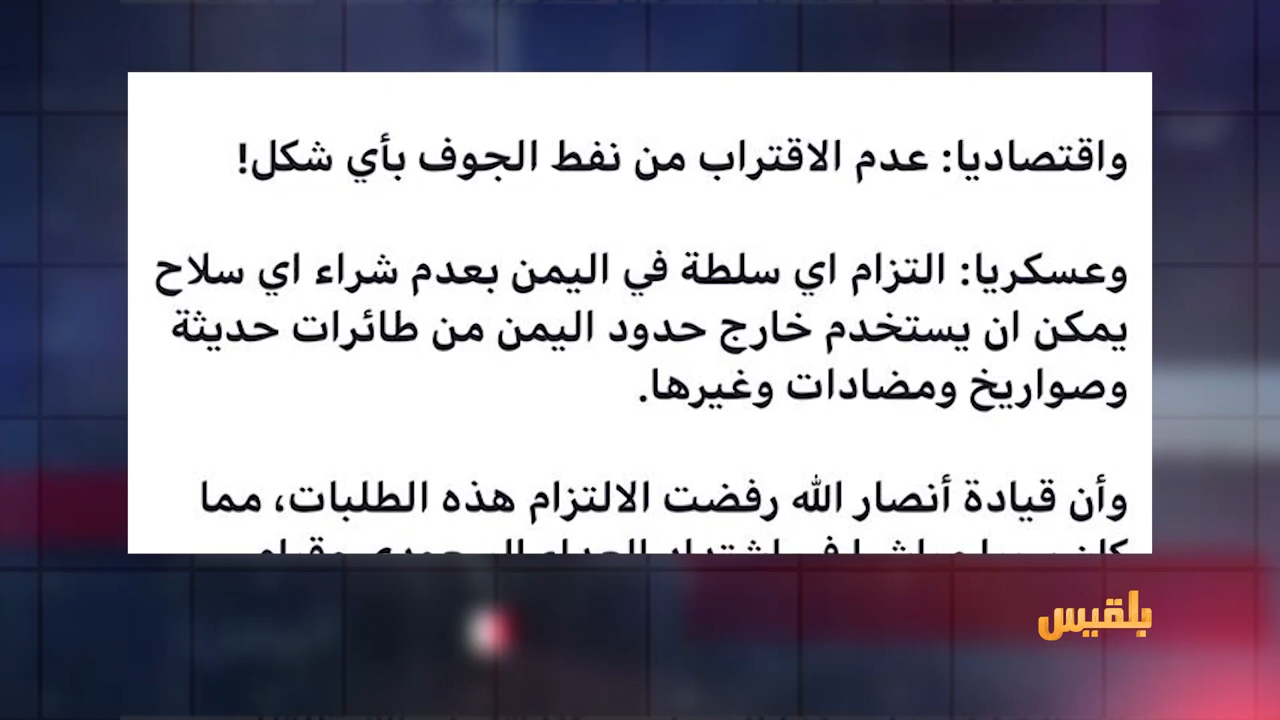 واقتصاديا: عدم الاقتراب من نفط الجوف بأي شكل!
وعسكريا: التزام اي سلطة في اليمن بعدم شراء اي سلاح
يمكن ان يستخدم خارج حدود اليمن من طائرات حديثة
وصواريخ ومضادات وغيرها.
وأن قيادة أنصار الله رفضت الالتزام هذه الطلبات، مما
بلقيس